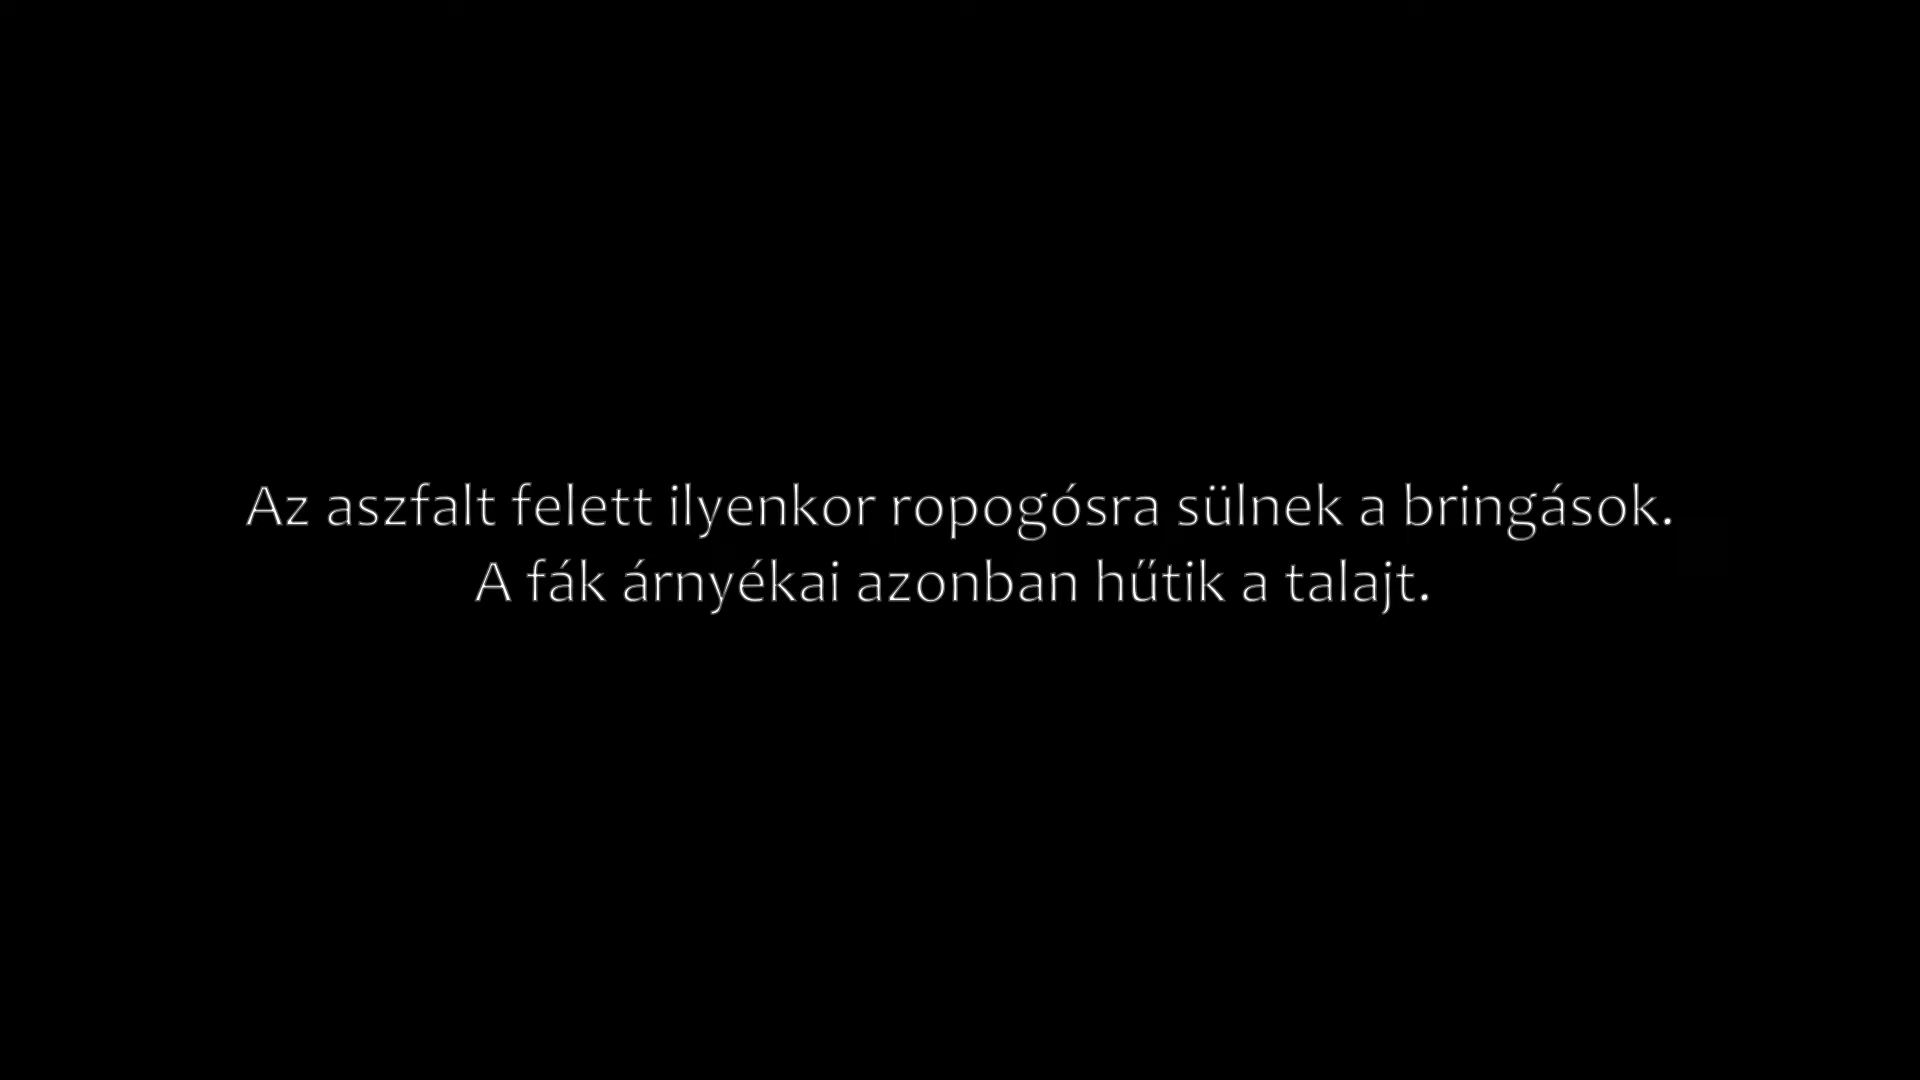 Az aszfalt felett ilyenkor ropogósra sülnek a bringások.
A fák árnyékai azonban hűtik a talajt.